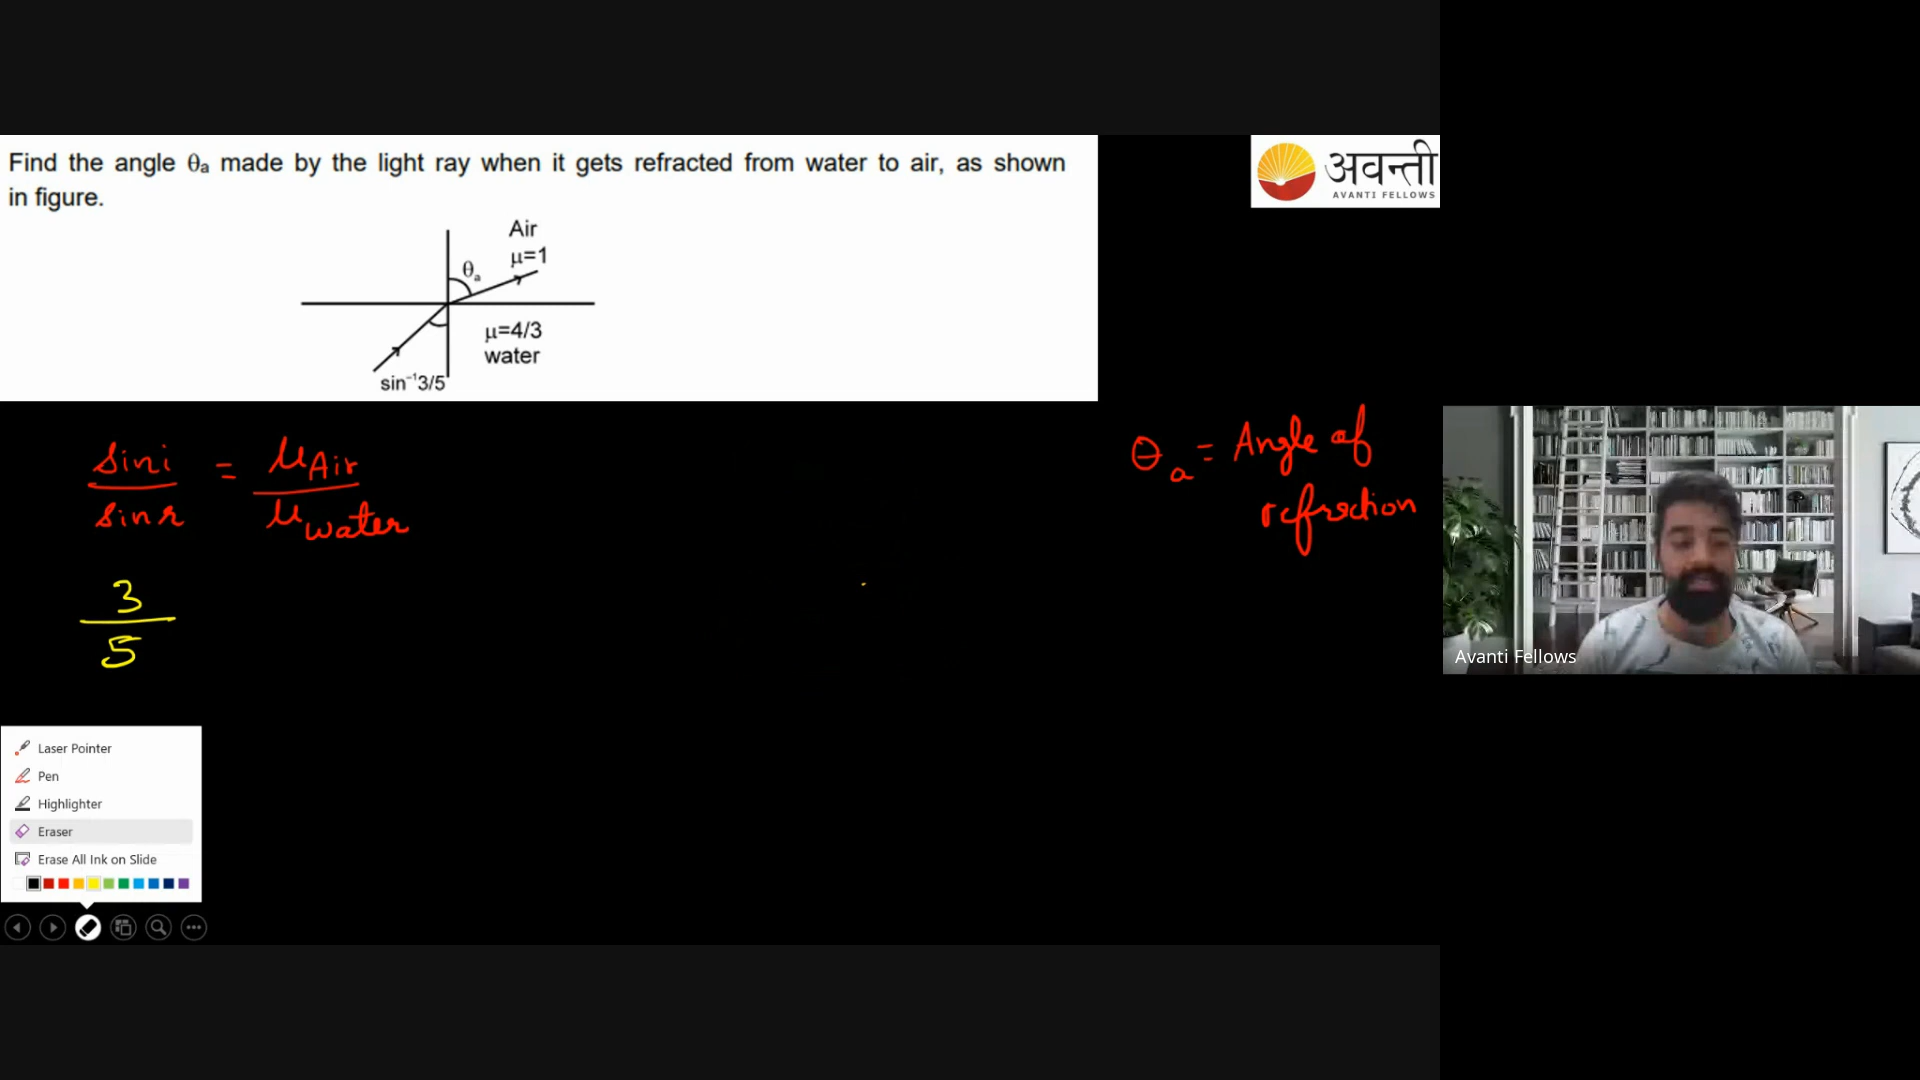 Find the angle θa made by the light ray when it gets refracted from water to air, as shown
in figure.
Air
μ=1
θa
μ=4/3
water
sin⁻¹3/5
अवन्ती
AVANTI FELLOWS
sin i / sin r = μAir / μwater
θa = Angle of
refraction
3/5
Avanti Fellows
Laser Pointer
Pen
Highlighter
Eraser
Erase All Ink on Slide